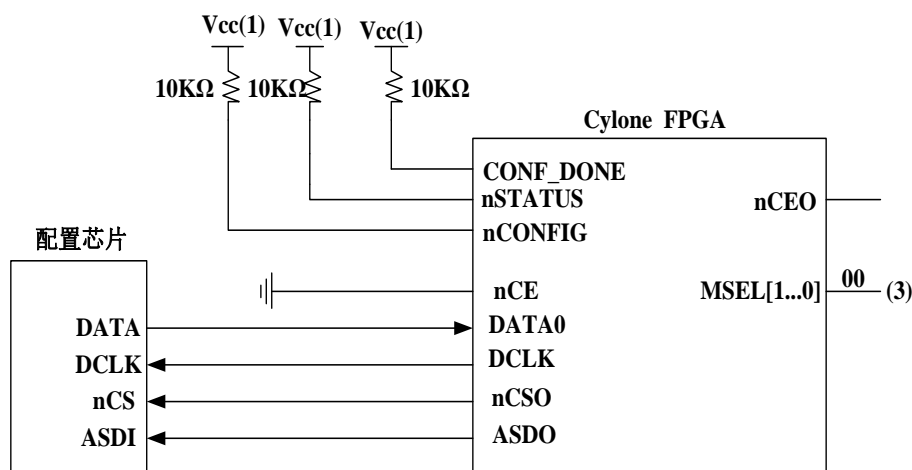 Vcc(1) Vcc(1) Vcc(1)
10KΩ 10KΩ 10KΩ
Cylone FPGA
CONF_DONE
nSTATUS nCEO
nCONFIG
配置芯片
nCE MSEL[1...0] 00 (3)
DATA DATA0
DCLK DCLK
nCS nCSO
ASDI ASDO